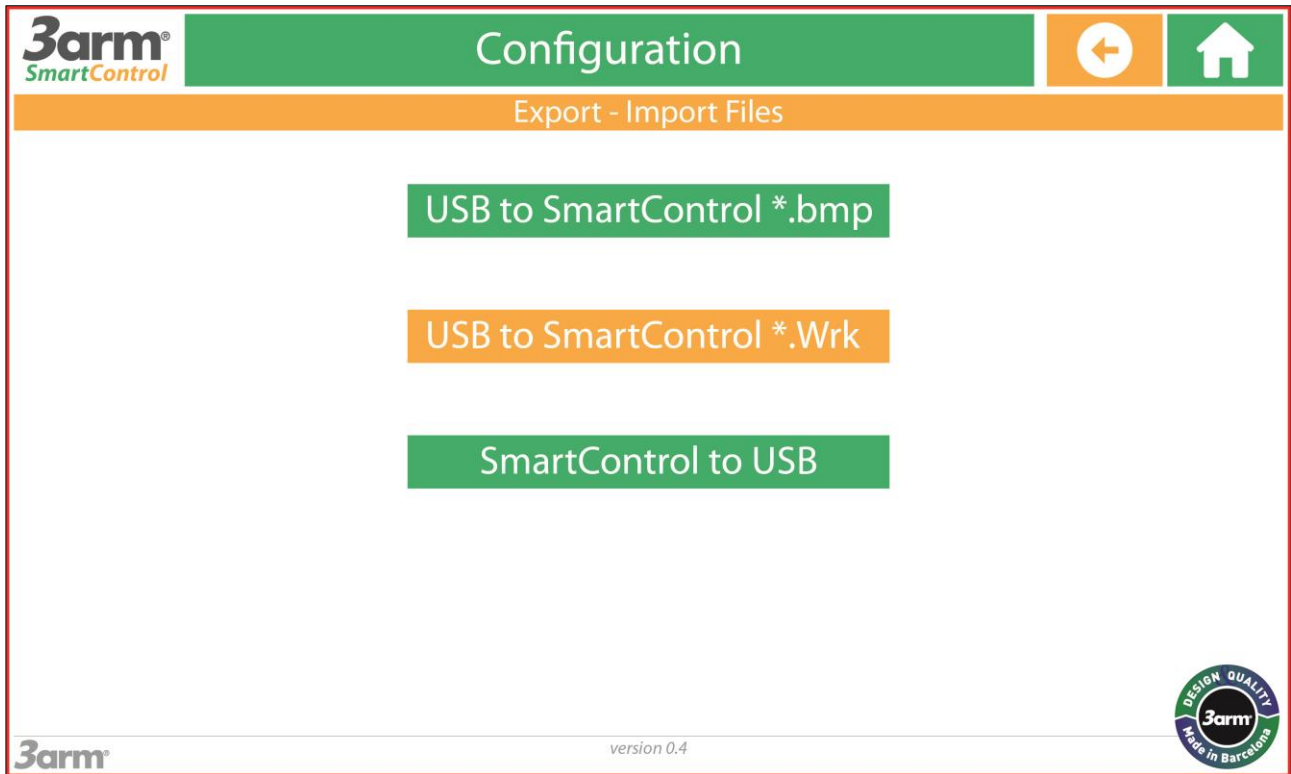 3arm®
SmartControl
Configuration
Export - Import Files
USB to SmartControl *.bmp
USB to SmartControl *.Wrk
SmartControl to USB
3arm®
version 0.4
DESIGN QUALITY
3arm
Made in Barcelona